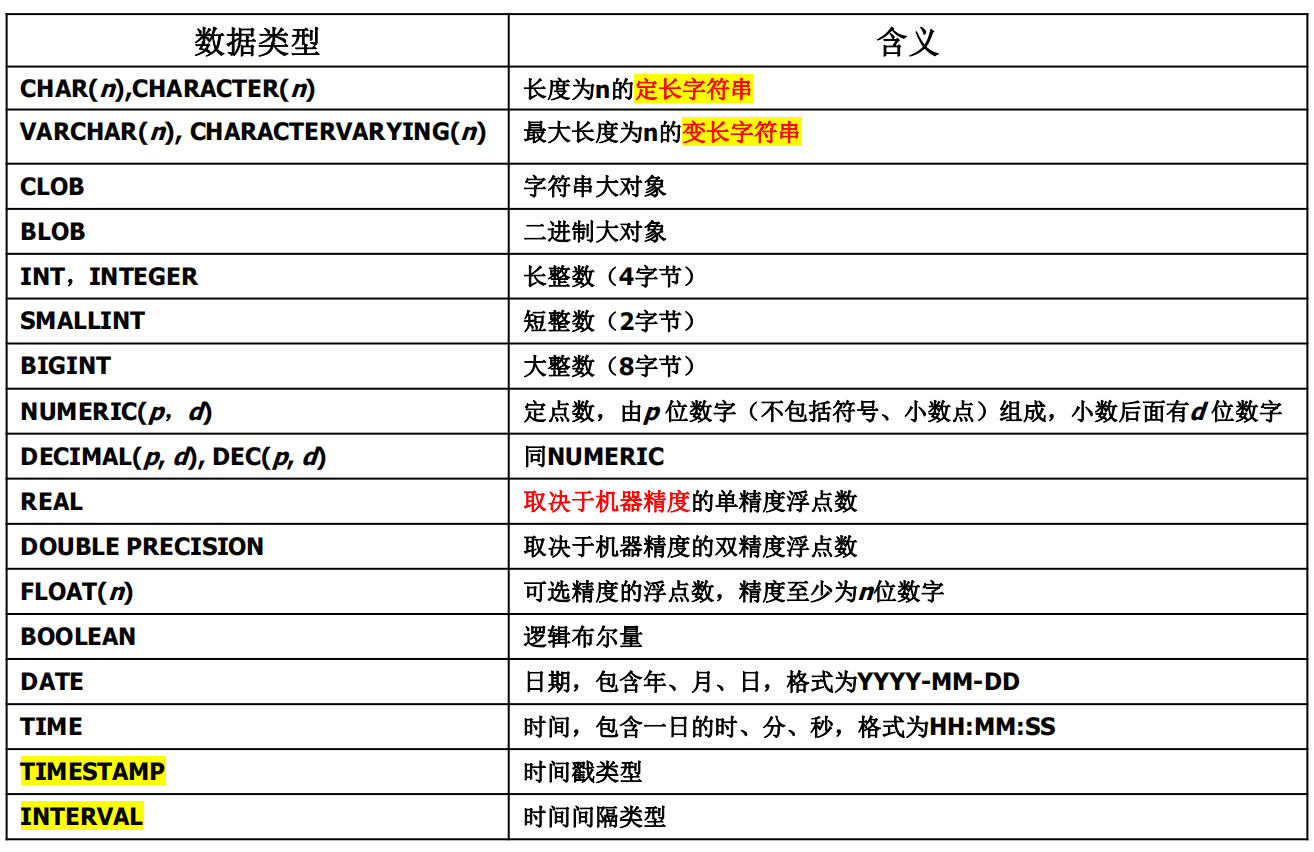 数据类型 含义
CHAR(n),CHARACTER(n) 长度为n的定长字符串
VARCHAR(n), CHARACTERVARYING(n) 最大长度为n的变长字符串
CLOB 字符串大对象
BLOB 二进制大对象
INT，INTEGER 长整数（4字节）
SMALLINT 短整数（2字节）
BIGINT 大整数（8字节）
NUMERIC(p，d) 定点数，由p 位数字（不包括符号、小数点）组成，小数后面有d 位数字
DECIMAL(p, d), DEC(p, d) 同NUMERIC
REAL 取决于机器精度的单精度浮点数
DOUBLE PRECISION 取决于机器精度的双精度浮点数
FLOAT(n) 可选精度的浮点数，精度至少为n位数字
BOOLEAN 逻辑布尔量
DATE 日期，包含年、月、日，格式为YYYY-MM-DD
TIME 时间，包含一日的时、分、秒，格式为HH:MM:SS
TIMESTAMP 时间戳类型
INTERVAL 时间间隔类型